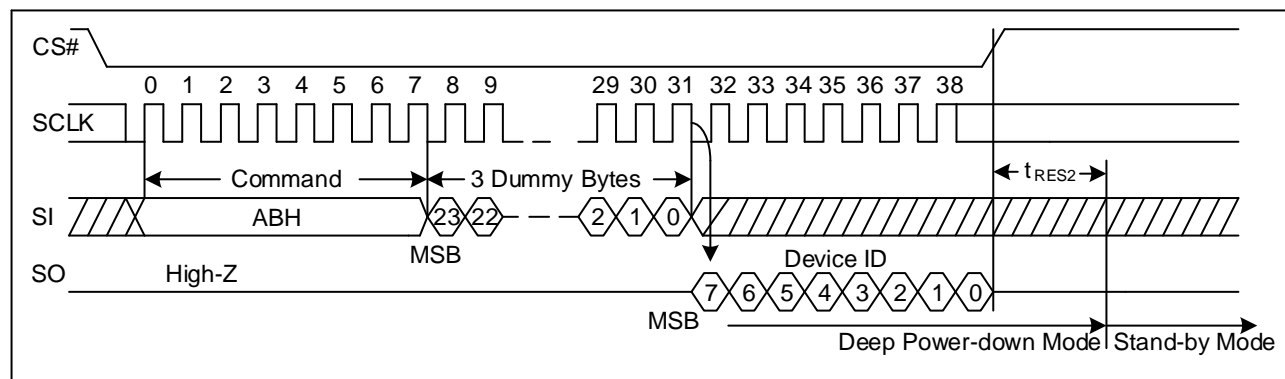 CS#
0 1 2 3 4 5 6 7 8 9 29 30 31 32 33 34 35 36 37 38
SCLK
Command 3 Dummy Bytes tRES2
SI ABH 23 22 2 1 0
MSB
SO High-Z Device ID
7 6 5 4 3 2 1 0
MSB
Deep Power-down Mode Stand-by Mode